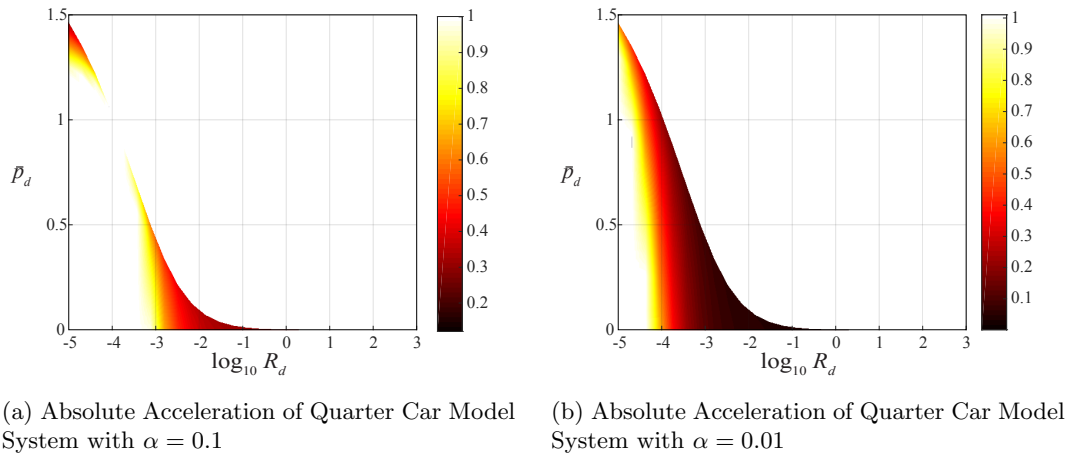 1.5
1
0.5
0
p̄_d
-5 -4 -3 -2 -1 0 1 2 3
log₁₀ R_d
1
0.9
0.8
0.7
0.6
0.5
0.4
0.3
0.2
(a) Absolute Acceleration of Quarter Car Model
System with α = 0.1
1.5
1
0.5
0
p̄_d
-5 -4 -3 -2 -1 0 1 2 3
log₁₀ R_d
1
0.9
0.8
0.7
0.6
0.5
0.4
0.3
0.2
0.1
(b) Absolute Acceleration of Quarter Car Model
System with α = 0.01